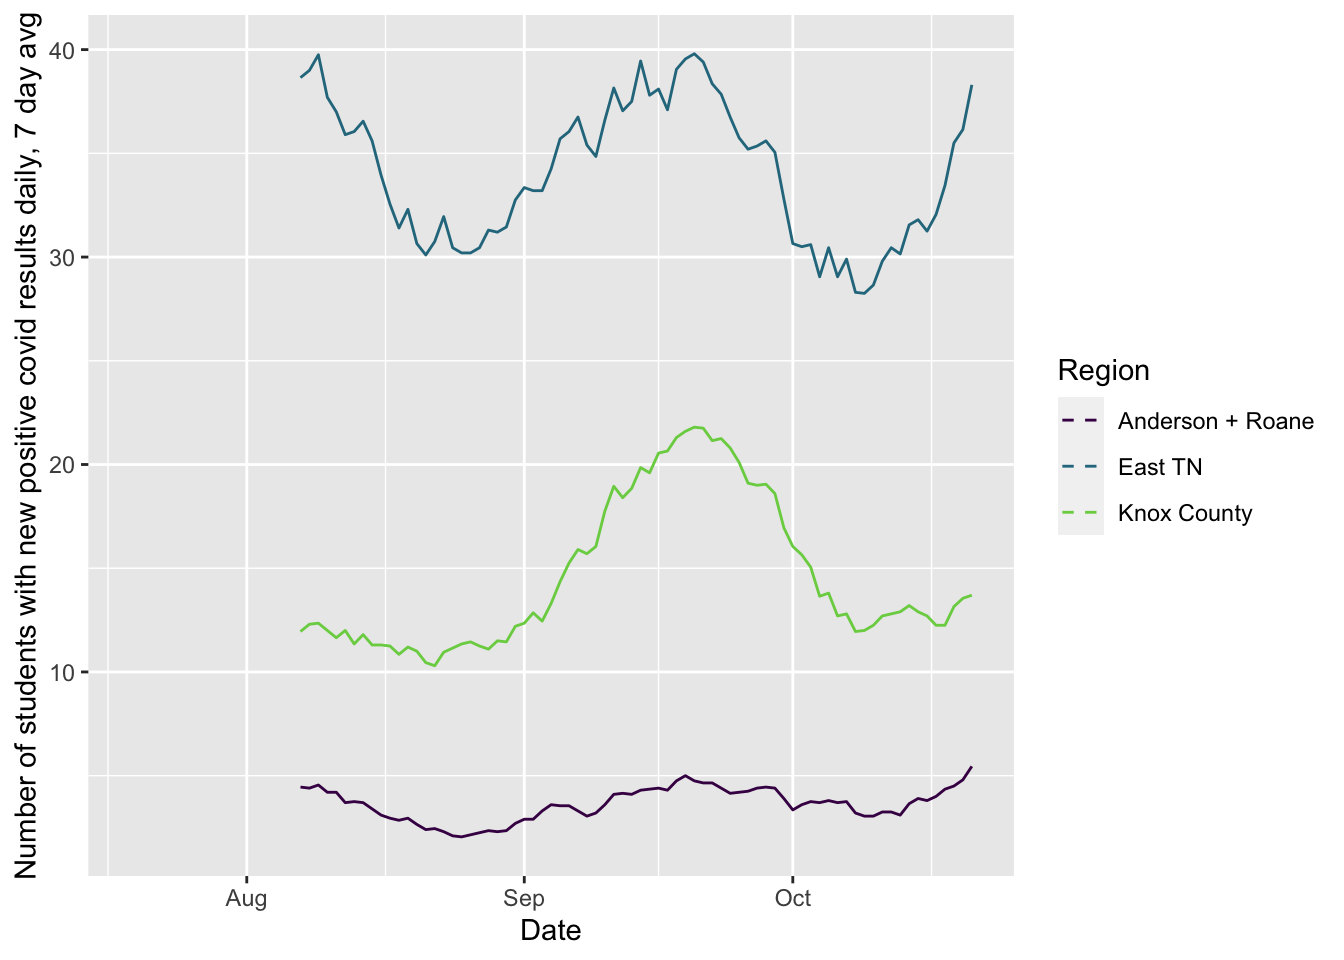 Number of students with new positive covid results daily, 7 day avg
40
30
20
10
Aug
Sep
Oct
Date
Region
Anderson + Roane
East TN
Knox County